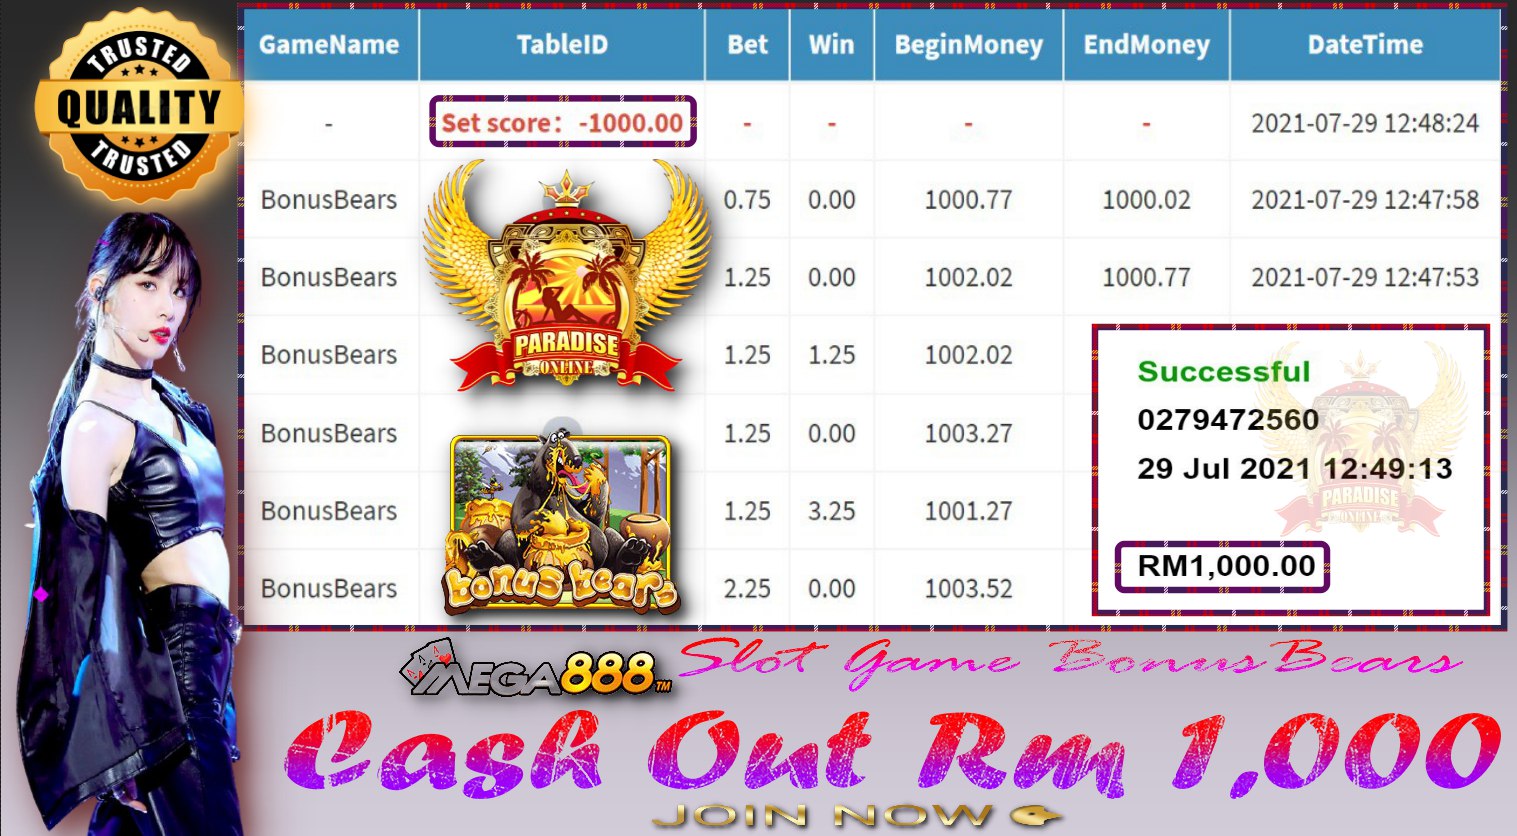 TRUSTED
QUALITY
TRUSTED
GameName TableID Bet Win BeginMoney EndMoney DateTime
- Set score: -1000.00 - - - - 2021-07-29 12:48:24
BonusBears 0.75 0.00 1000.77 1000.02 2021-07-29 12:47:58
BonusBears 1.25 0.00 1002.02 1000.77 2021-07-29 12:47:53
BonusBears 1.25 1.25 1002.02
BonusBears 1.25 0.00 1003.27
BonusBears 1.25 3.25 1001.27
BonusBears 2.25 0.00 1003.52
PARADISE
ONLINE
bonus bears
Successful
0279472560
29 Jul 2021 12:49:13
PARADISE
ONLINE
RM1,000.00
MEGA888 TM Slot Game BonusBears
Cash Out Rm 1,000
JOIN NOW